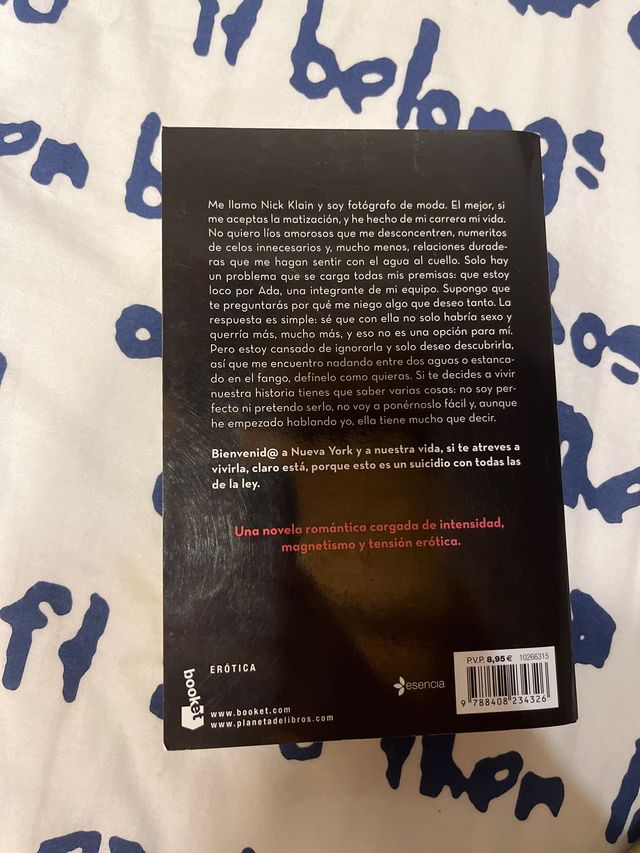 it belongs
Me llamo Nick Klain y soy fotógrafo de moda. El mejor, si
me aceptas la matización, y he hecho de mi carrera mi vida.
No quiero líos amorosos que me desconcentren, numeritos
de celos innecesarios y, mucho menos, relaciones durade-
ras que me hagan sentir con el agua al cuello. Solo hay
un problema que se carga todas mis premisas: que estoy
loco por Ada, una integrante de mi equipo. Supongo que
te preguntarás por qué me niego algo que deseo tanto. La
respuesta es simple: sé que con ella no solo habría sexo y
querría más, mucho más, y eso no es una opción para mí.
Pero estoy cansado de ignorarla y solo deseo descubrirla,
así que me encuentro nadando entre dos aguas o estanca-
do en el fango, defínelo como quieras. Si te decides a vivir
nuestra historia tienes que saber varias cosas: no soy per-
fecto ni pretendo serlo, no voy a ponérnoslo fácil y, aunque
he empezado hablando yo, ella tiene mucho que decir.
Bienvenid@ a Nueva York y a nuestra vida, si te atreves a
vivirla, claro está, porque esto es un suicidio con todas las
de la ley.
Una novela romántica cargada de intensidad,
magnetismo y tensión erótica.
P.V.P. 8,95 € 10266315
ERÓTICA
booket
esencia
www.booket.com
www.planetadelibros.com
9 788408 234326